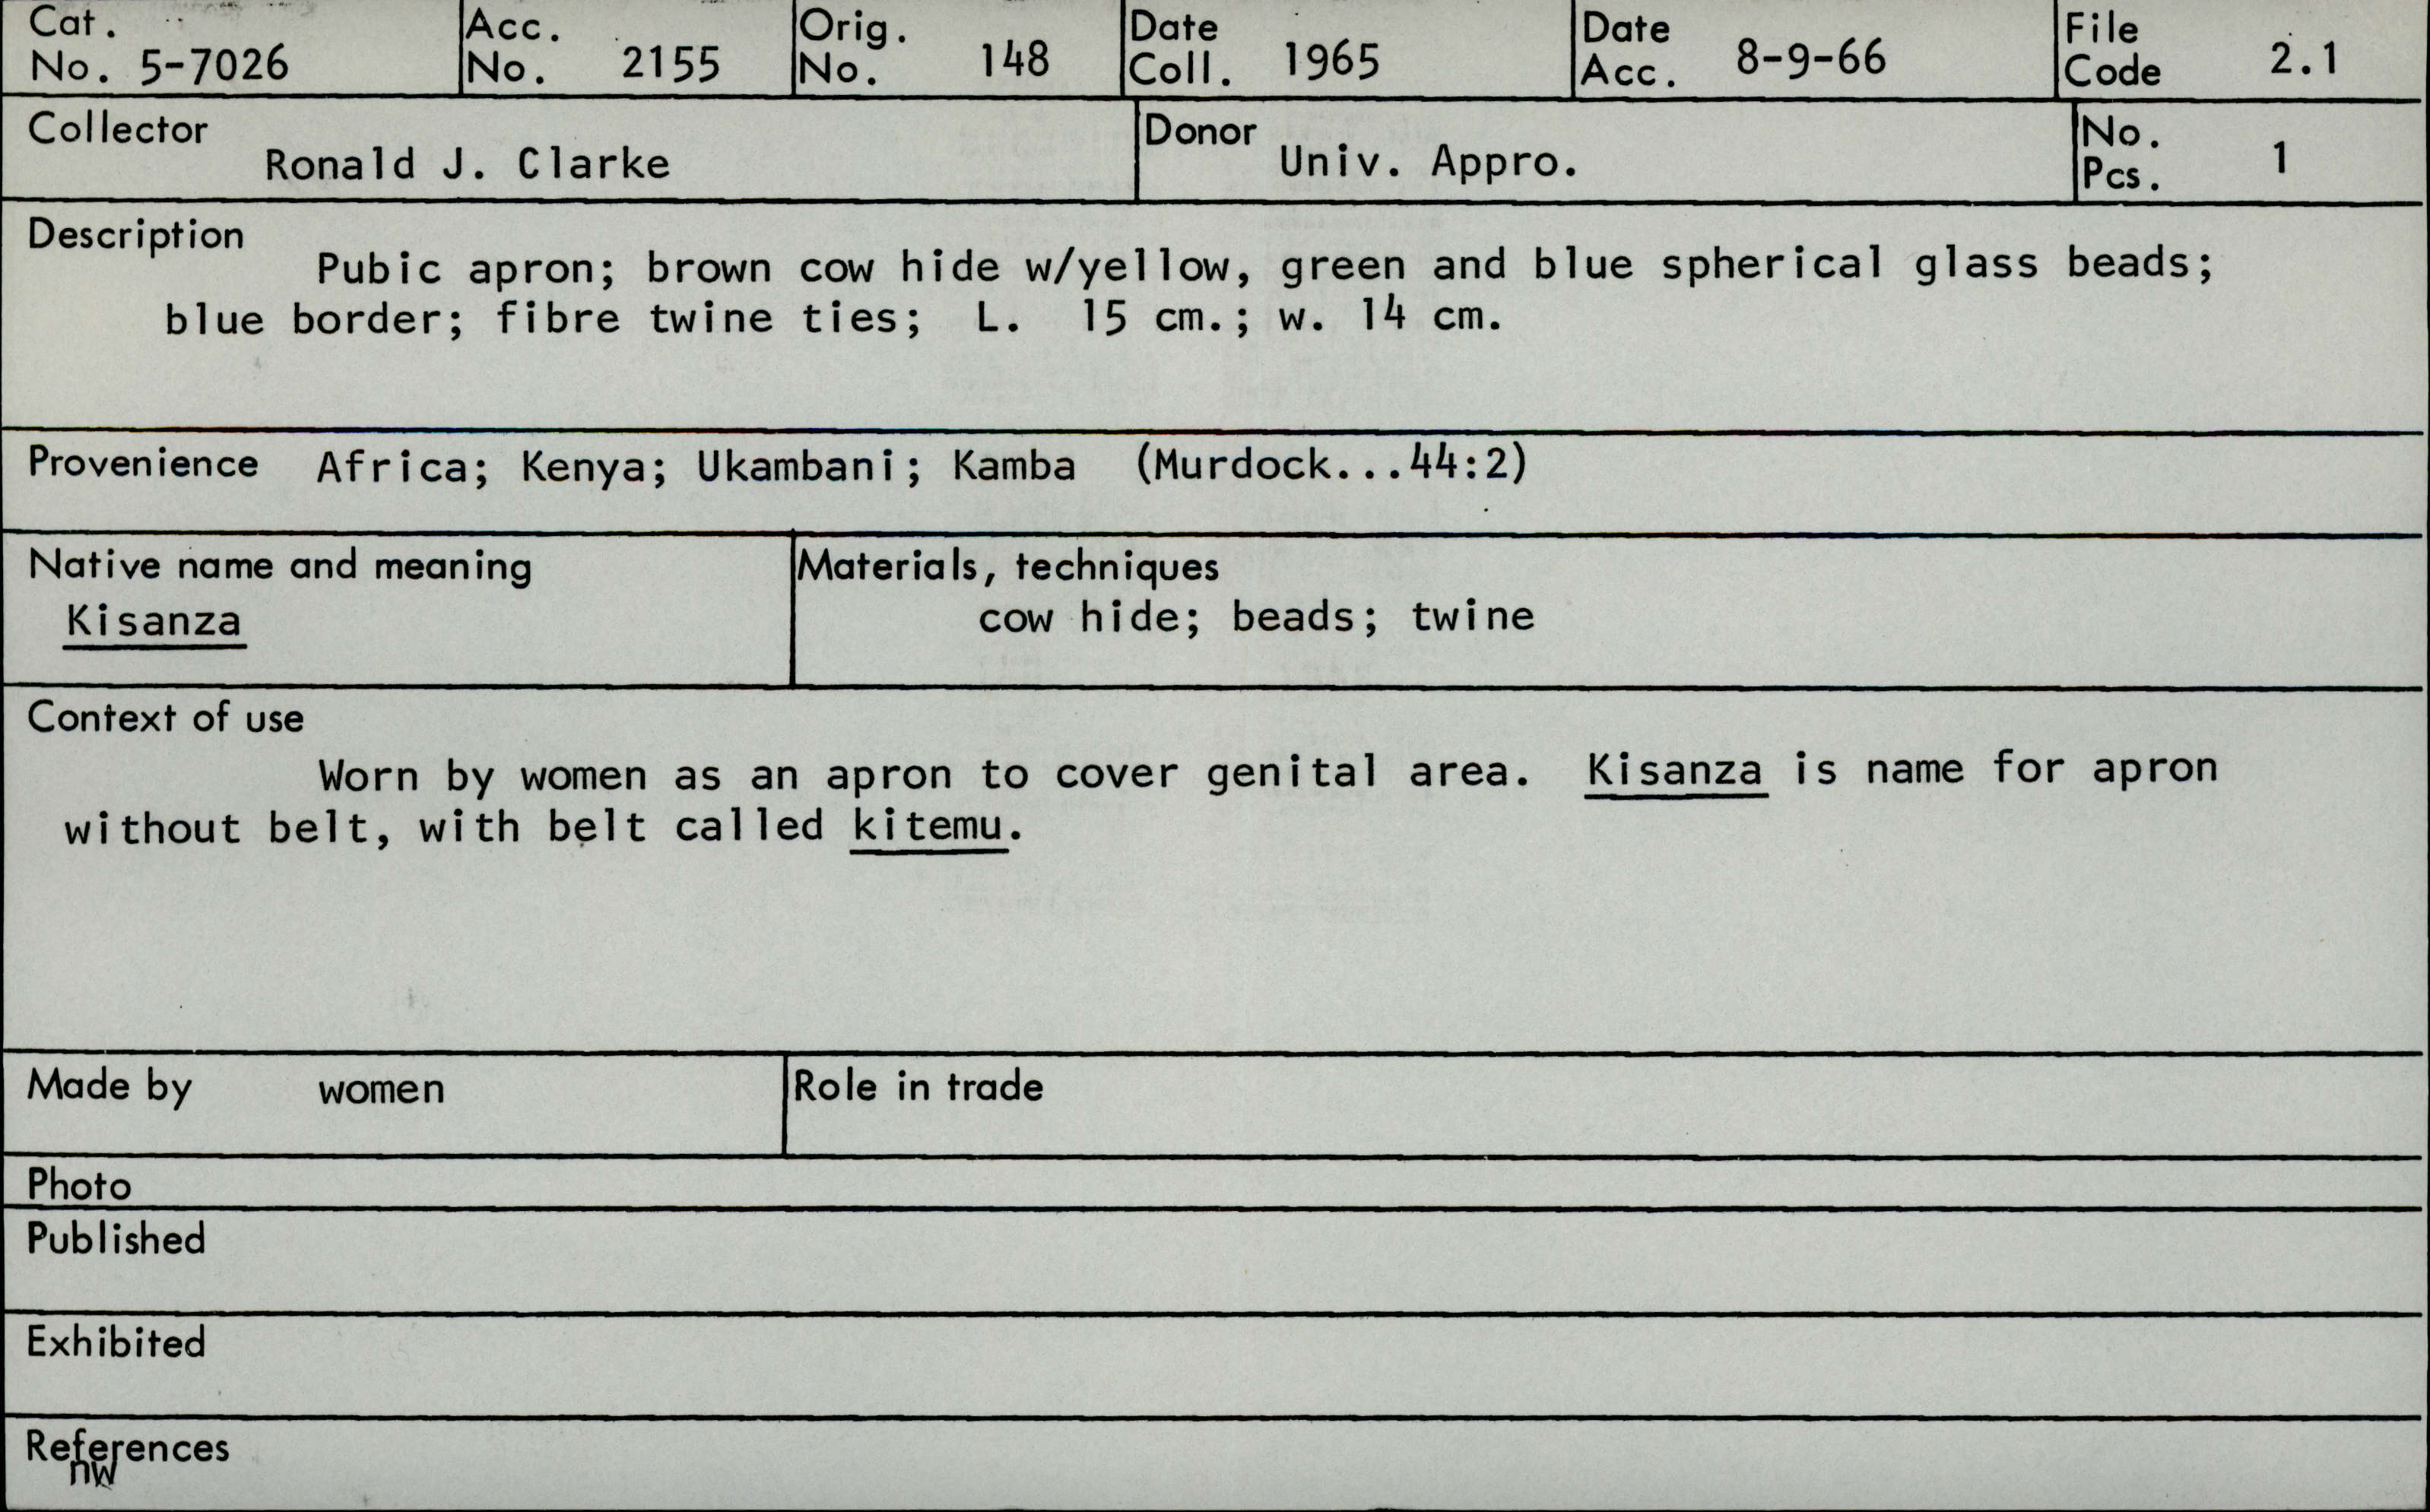 Cat. No. 5-7026
Acc. No. 2155
Orig. No. 148
Date Coll. 1965
Date Acc. 8-9-66
File Code 2.1
Collector Ronald J. Clarke
Donor Univ. Appro.
No. Pcs. 1
Description
Pubic apron; brown cow hide w/yellow, green and blue spherical glass beads;
blue border; fibre twine ties; L. 15 cm.; w. 14 cm.
Provenience Africa; Kenya; Ukambani; Kamba (Murdock...44:2)
Native name and meaning
Kisanza
Materials, techniques
cow hide; beads; twine
Context of use
Worn by women as an apron to cover genital area. Kisanza is name for apron
without belt, with belt called kitemu.
Made by women
Role in trade
Photo
Published
Exhibited
References
nw